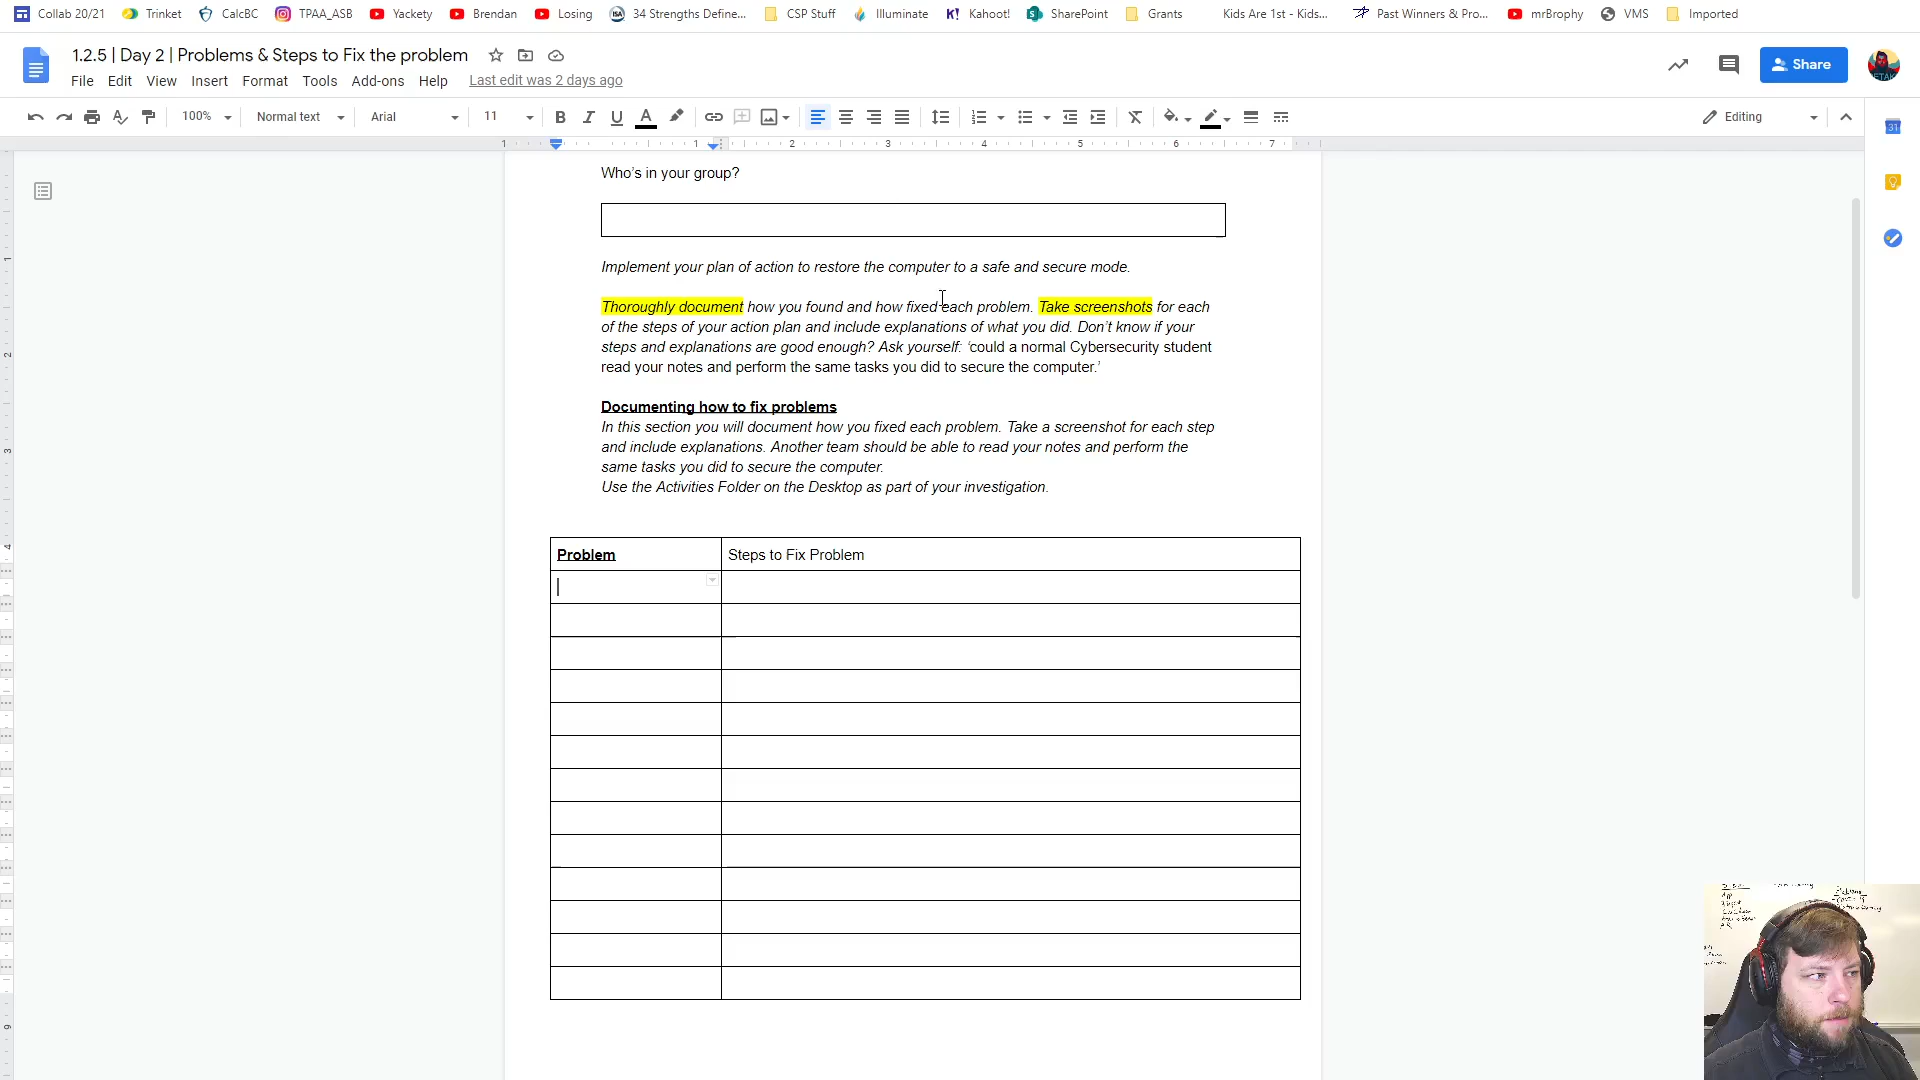 Collab 20/21 Trinket CalcBC TPAA_ASB Yackety Brendan Losing 34 Strengths Define... CSP Stuff Illuminate Kahoot! SharePoint Grants Kids Are 1st - Kids... Past Winners & Pro... mrBrophy VMS Imported
1.2.5 | Day 2 | Problems & Steps to Fix the problem
Share
File Edit View Insert Format Tools Add-ons Help Last edit was 2 days ago
100% Normal text Arial 11 B I U A Editing
1 1 2 3 4 5 6 7
Who's in your group?
Implement your plan of action to restore the computer to a safe and secure mode.
Thoroughly document how you found and how fixed each problem. Take screenshots for each
of the steps of your action plan and include explanations of what you did. Don't know if your
steps and explanations are good enough? Ask yourself: 'could a normal Cybersecurity student
read your notes and perform the same tasks you did to secure the computer.'
Documenting how to fix problems
In this section you will document how you fixed each problem. Take a screenshot for each step
and include explanations. Another team should be able to read your notes and perform the
same tasks you did to secure the computer.
Use the Activities Folder on the Desktop as part of your investigation.
Problem Steps to Fix Problem